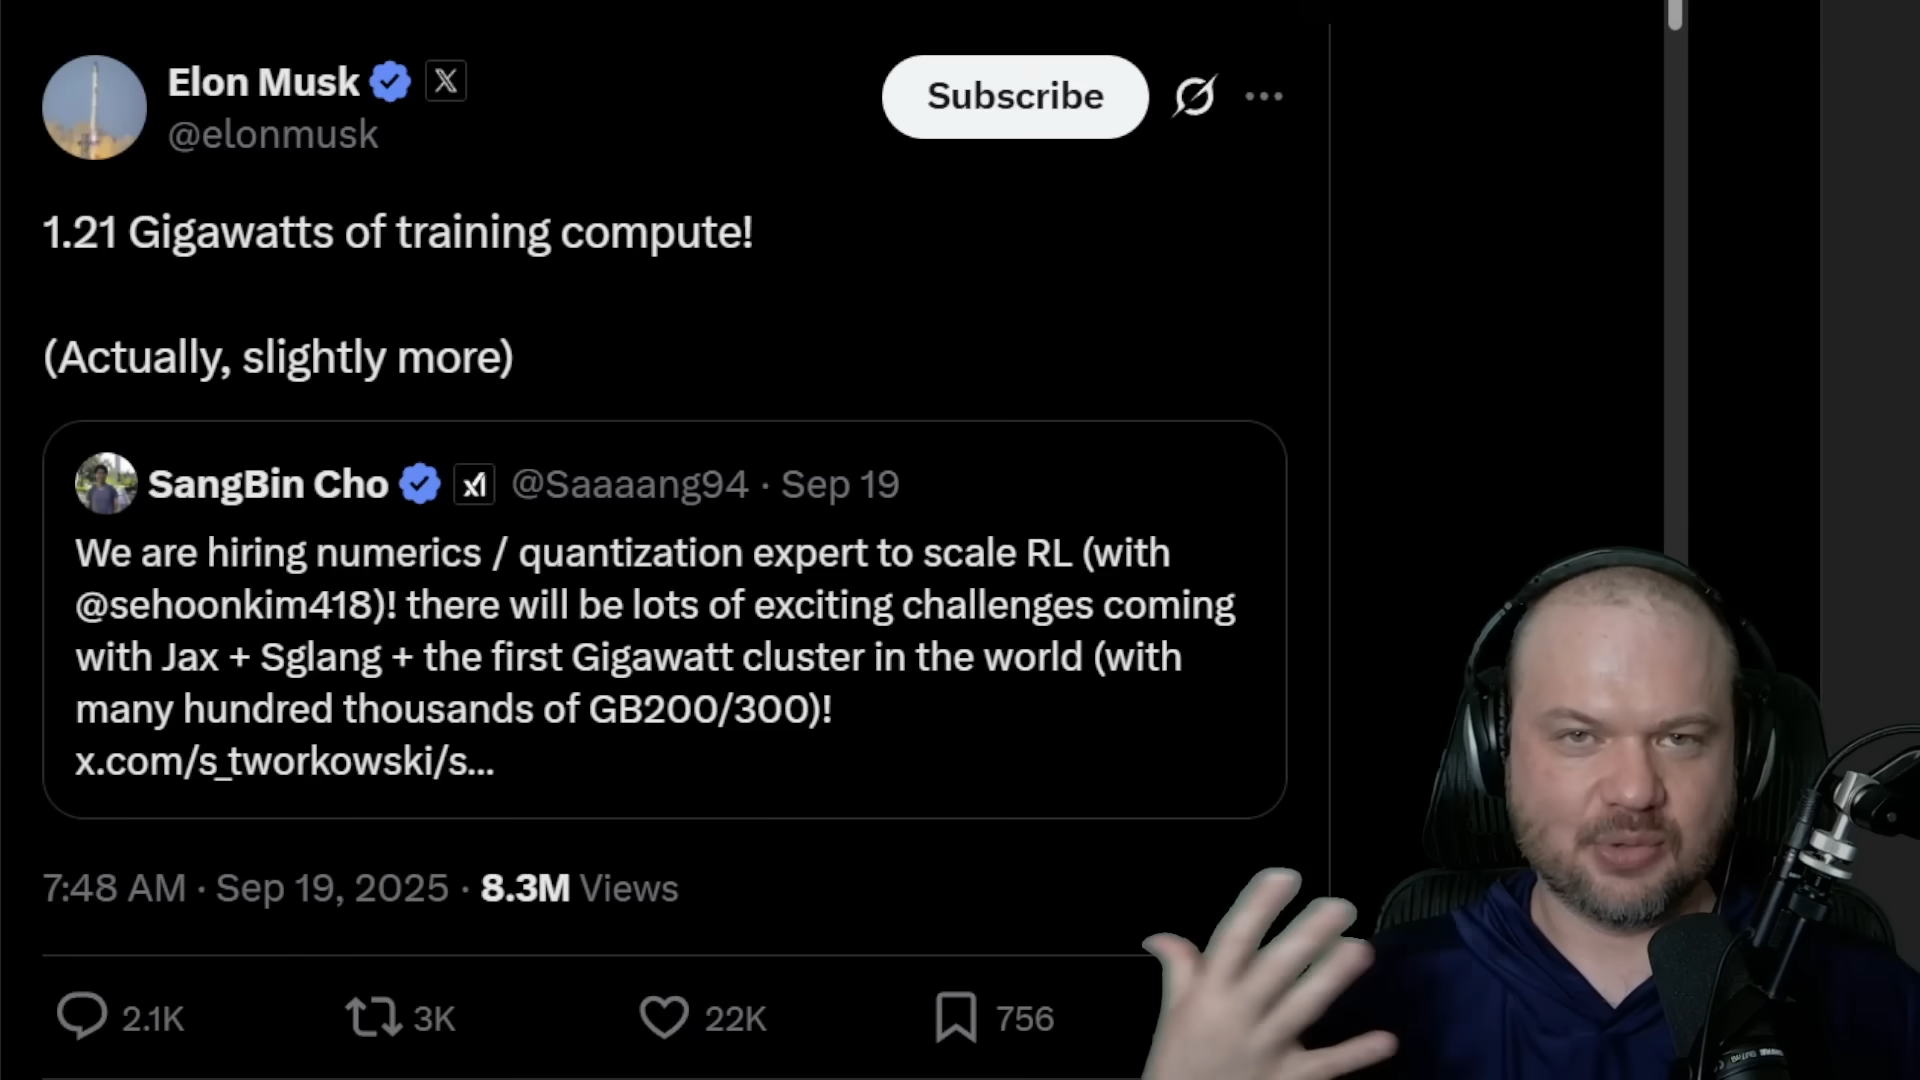 Elon Musk
@elonmusk
Subscribe
1.21 Gigawatts of training compute!
(Actually, slightly more)
SangBin Cho @Saaaang94 · Sep 19
We are hiring numerics / quantization expert to scale RL (with
@sehoonkim418)! there will be lots of exciting challenges coming
with Jax + Sglang + the first Gigawatt cluster in the world (with
many hundred thousands of GB200/300)!
x.com/s_tworkowski/s...
7:48 AM · Sep 19, 2025 · 8.3M Views
2.1K 3K 22K 756